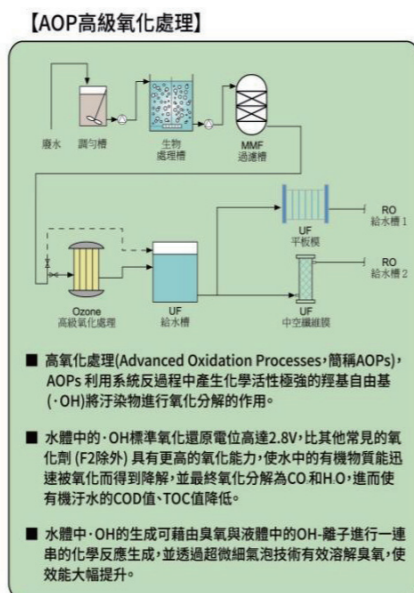 【AOP高級氧化處理】
廢水
調勻槽
生物
處理槽
MMF
過濾槽
UF
平板模
RO
給水槽 1
RO
給水槽 2
Ozone
高級氧化處理
UF
給水槽
UF
中空纖維膜
■ 高氧化處理(Advanced Oxidation Processes,簡稱AOPs),
AOPs 利用系統反過程中產生化學活性極強的羥基自由基
(·OH)將汙染物進行氧化分解的作用。
■ 水體中的·OH標準氧化還原電位高達2.8V,比其他常見的氧
化劑 (F2除外) 具有更高的氧化能力,使水中的有機物質能迅
速被氧化而得到降解,並最終氧化分解為CO和H₂O,進而使
有機汙水的COD值、TOC值降低。
■ 水體中·OH的生成可藉由臭氧與液體中的OH-離子進行一連
串的化學反應生成,並透過超微細氣泡技術有效溶解臭氧,使
效能大幅提升。